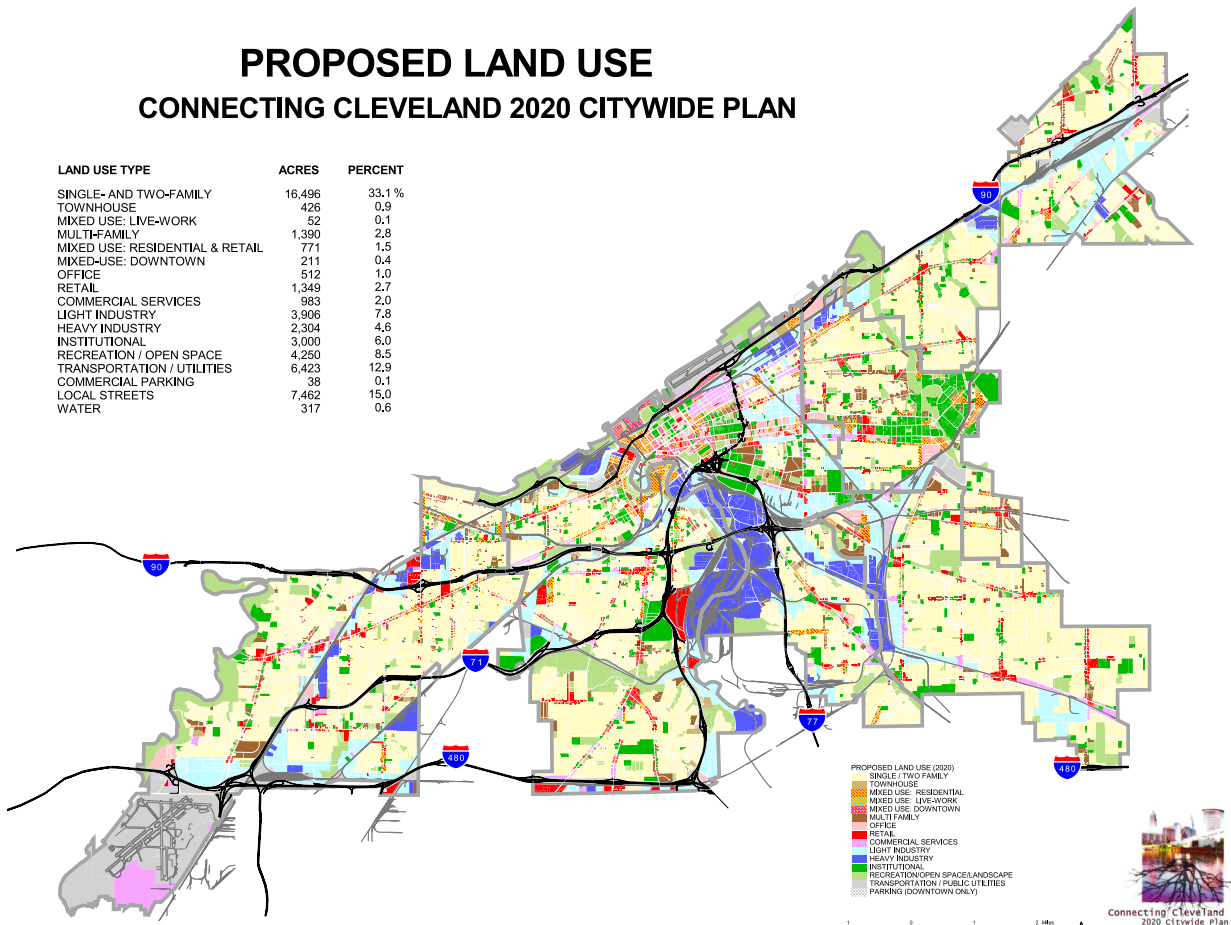 PROPOSED LAND USE
CONNECTING CLEVELAND 2020 CITYWIDE PLAN
LAND USE TYPE ACRES PERCENT
SINGLE- AND TWO-FAMILY 16,496 33.1 %
TOWNHOUSE 426 0.9
MIXED USE: LIVE-WORK 52 0.1
MULTI-FAMILY 1,390 2.8
MIXED USE: RESIDENTIAL & RETAIL 771 1.5
MIXED-USE: DOWNTOWN 211 0.4
OFFICE 512 1.0
RETAIL 1,349 2.7
COMMERCIAL SERVICES 983 2.0
LIGHT INDUSTRY 3,906 7.8
HEAVY INDUSTRY 2,304 4.6
INSTITUTIONAL 3,000 6.0
RECREATION / OPEN SPACE 4,250 8.5
TRANSPORTATION / UTILITIES 6,423 12.9
COMMERCIAL PARKING 38 0.1
LOCAL STREETS 7,462 15.0
WATER 317 0.6
90
90
71
77
480
480
PROPOSED LAND USE (2020)
SINGLE / TWO FAMILY
TOWNHOUSE
MIXED USE: RESIDENTIAL
MIXED USE: LIVE-WORK
MIXED USE: DOWNTOWN
MULTI FAMILY
OFFICE
RETAIL
COMMERCIAL SERVICES
LIGHT INDUSTRY
HEAVY INDUSTRY
INSTITUTIONAL
RECREATION/OPEN SPACE/LANDSCAPE
TRANSPORTATION / PUBLIC UTILITIES
PARKING (DOWNTOWN ONLY)
1 0 1 2 Miles
Connecting Cleveland
2020 Citywide Plan